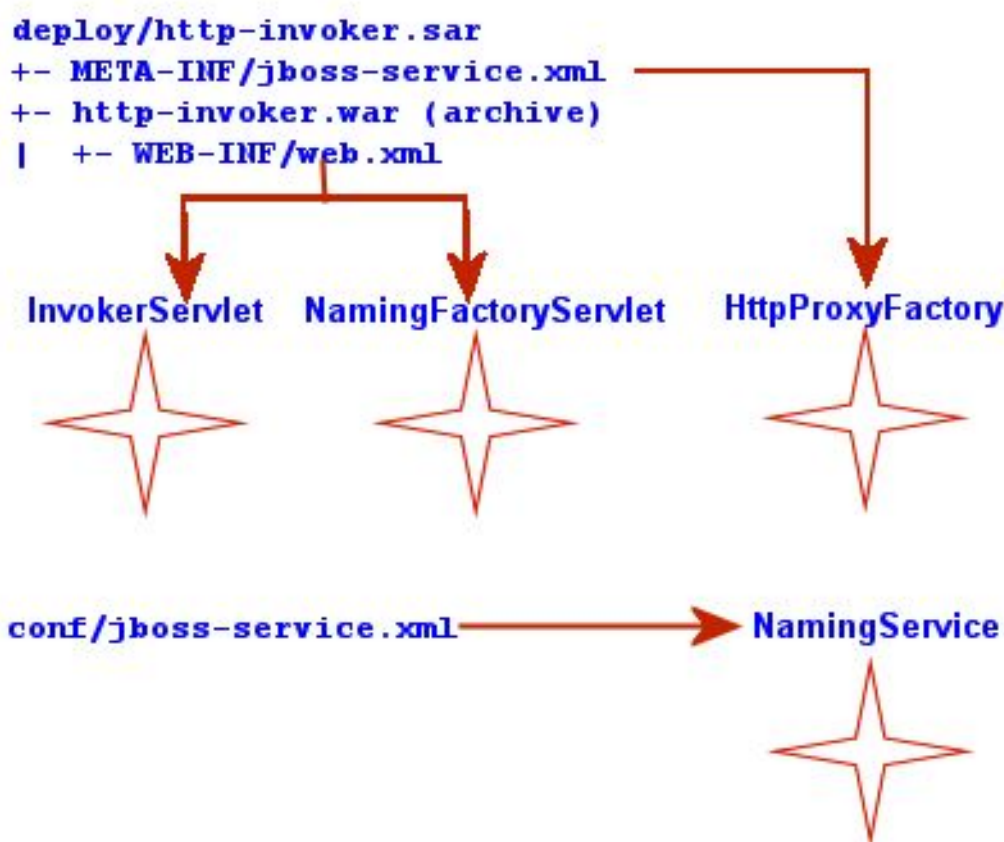 deploy/http-invoker.sar
+- META-INF/jboss-service.xml
+- http-invoker.war (archive)
|  +- WEB-INF/web.xml
InvokerServlet NamingFactoryServlet HttpProxyFactory
conf/jboss-service.xml NamingService